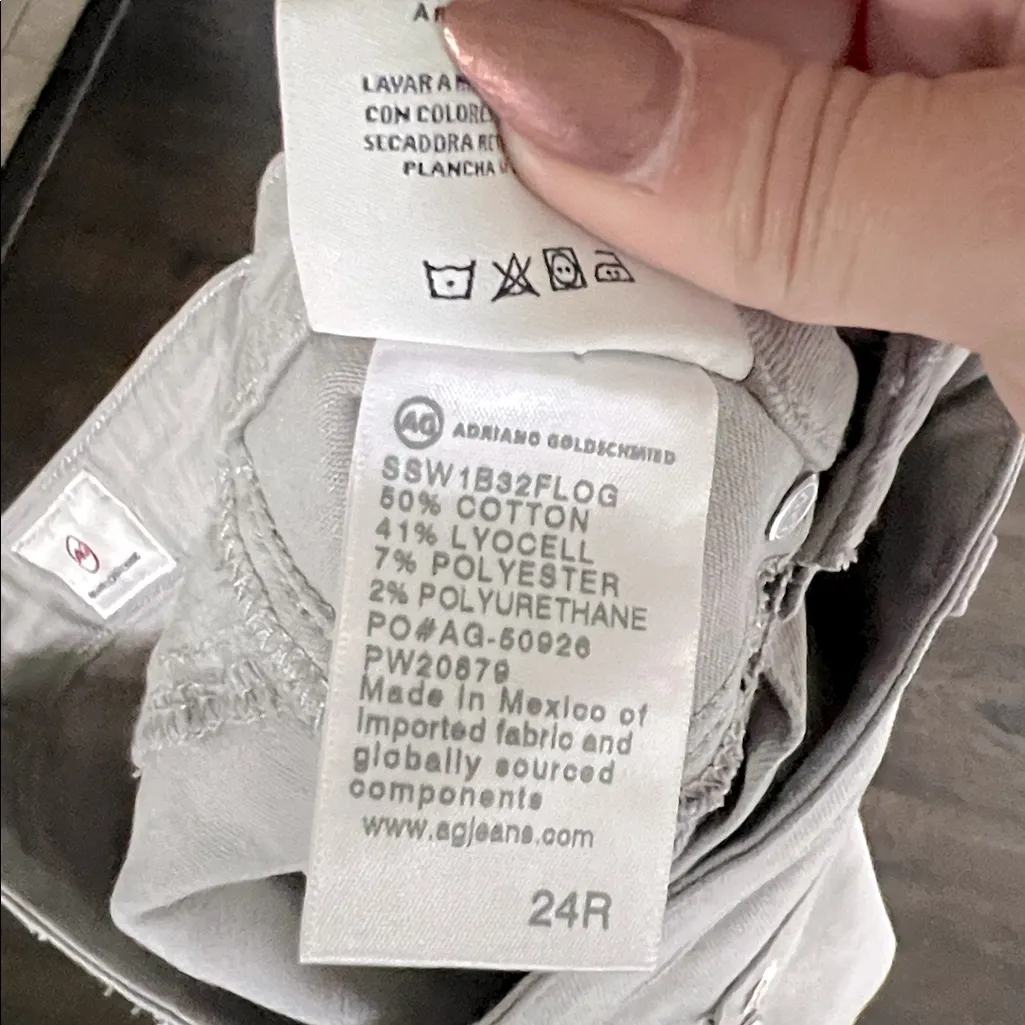 LAVAR A
CON COLORE
SECADORA
PLANCHA
AG ADRIANO GOLDSCHMIED
SSW1B32FLOG
50% COTTON
41% LYOCELL
7% POLYESTER
2% POLYURETHANE
PO#AG-50926
PW20879
Made in Mexico of
imported fabric and
globally sourced
components
www.agjeans.com
24R